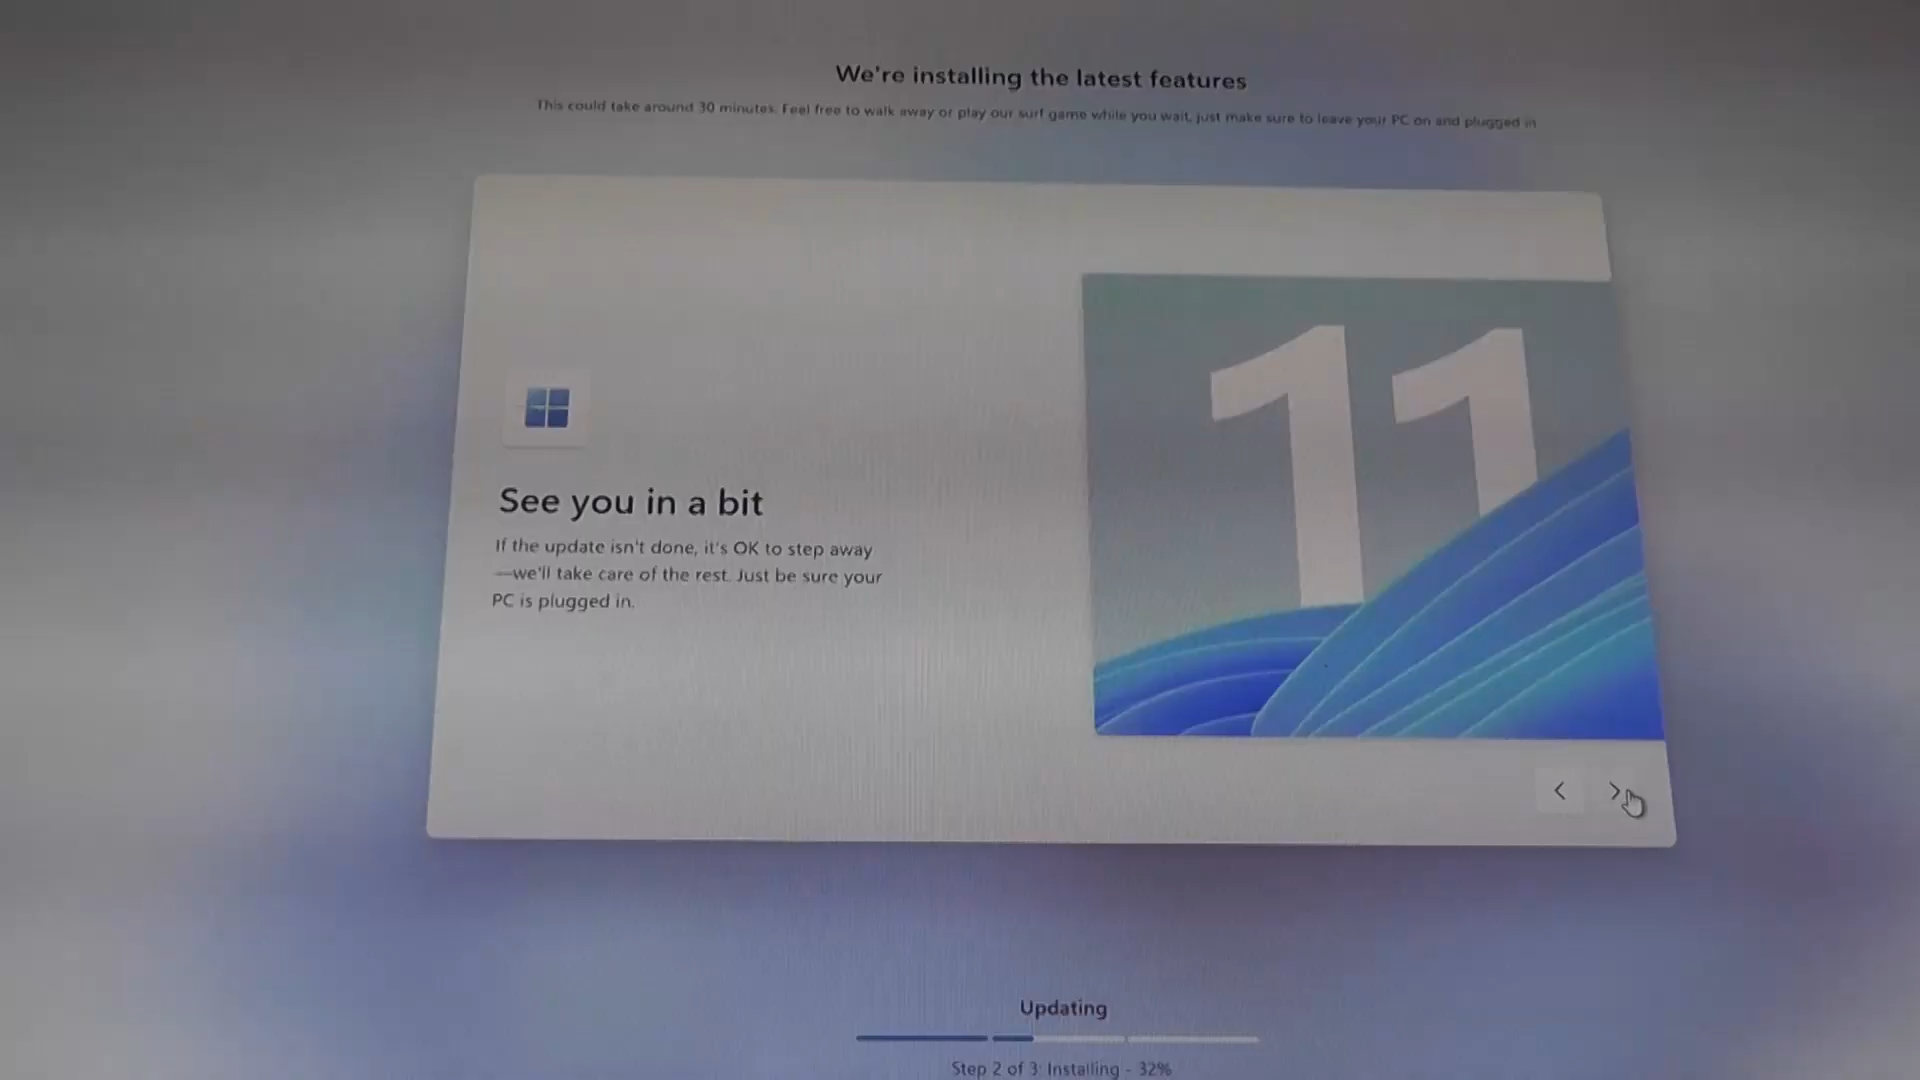 We're installing the latest features
This could take around 30 minutes. Feel free to walk away or play our surf game while you wait, just make sure to leave your PC on and plugged in
11
See you in a bit
If the update isn't done, it's OK to step away
—we'll take care of the rest. Just be sure your
PC is plugged in.
Updating
Step 2 of 3: Installing - 32%